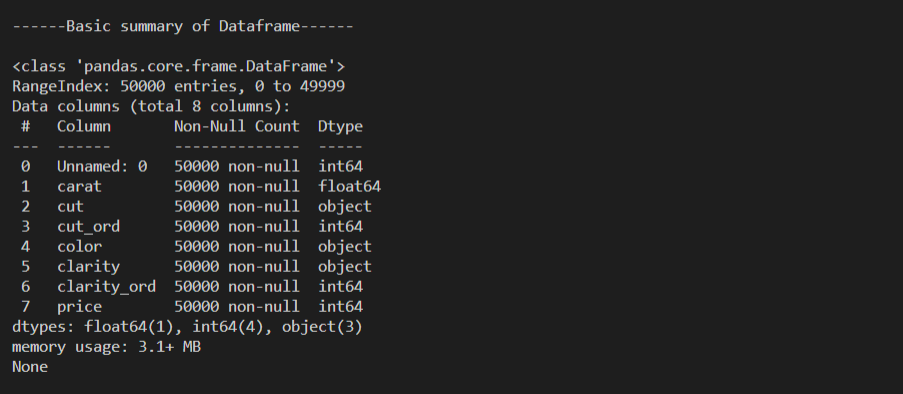 ------Basic summary of Dataframe------
<class 'pandas.core.frame.DataFrame'>
RangeIndex: 50000 entries, 0 to 49999
Data columns (total 8 columns):
 #   Column       Non-Null Count  Dtype
---  ------       --------------  -----
 0   Unnamed: 0   50000 non-null  int64
 1   carat        50000 non-null  float64
 2   cut          50000 non-null  object
 3   cut_ord      50000 non-null  int64
 4   color        50000 non-null  object
 5   clarity      50000 non-null  object
 6   clarity_ord  50000 non-null  int64
 7   price        50000 non-null  int64
dtypes: float64(1), int64(4), object(3)
memory usage: 3.1+ MB
None